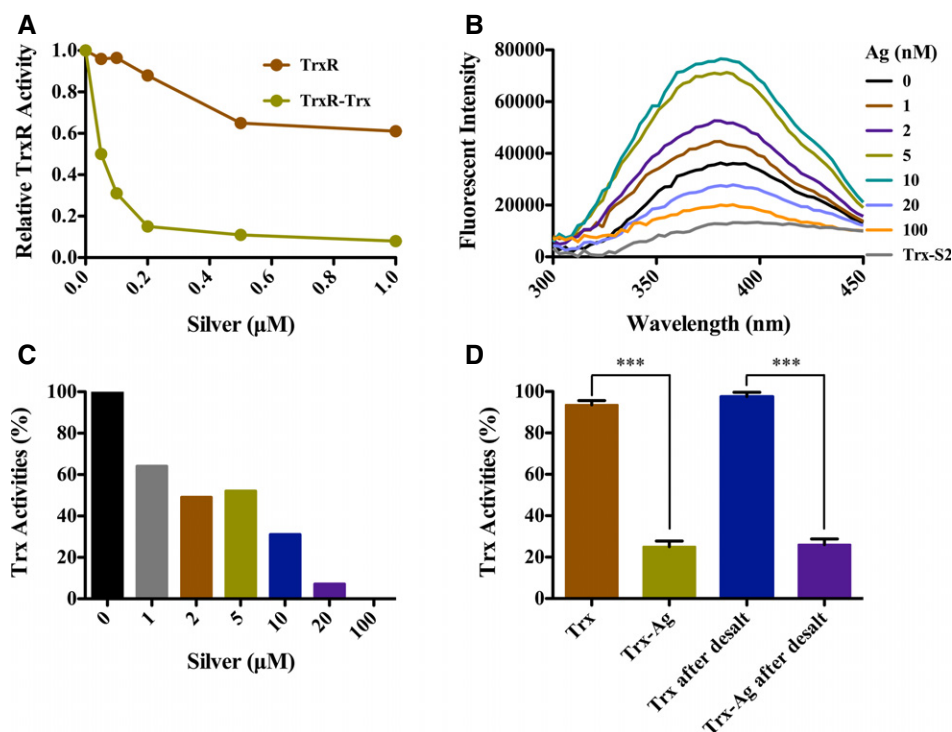 A
Relative TrxR Activity
1.0
0.8
0.6
0.4
0.2
0.0
0.0
0.2
0.4
0.6
0.8
1.0
Silver (µM)
TrxR
TrxR-Trx
B
Fluorescent Intensity
80000
60000
40000
20000
0
300
350
400
450
Wavelength (nm)
Ag (nM)
0
1
2
5
10
20
100
Trx-S2
C
Trx Activities (%)
100
80
60
40
20
0
0
1
2
5
10
20
100
Silver (µM)
D
Trx Activities (%)
100
80
60
40
20
0
***
***
Trx
Trx-Ag
Trx after desalt
Trx-Ag after desalt